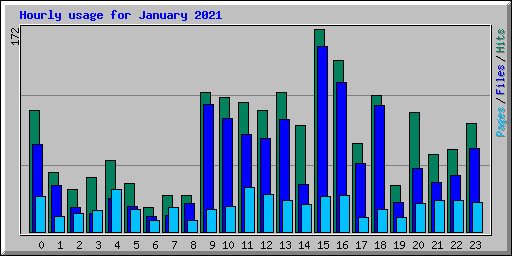 Hourly usage for January 2021
172
Pages / Files / Hits
0 1 2 3 4 5 6 7 8 9 10 11 12 13 14 15 16 17 18 19 20 21 22 23